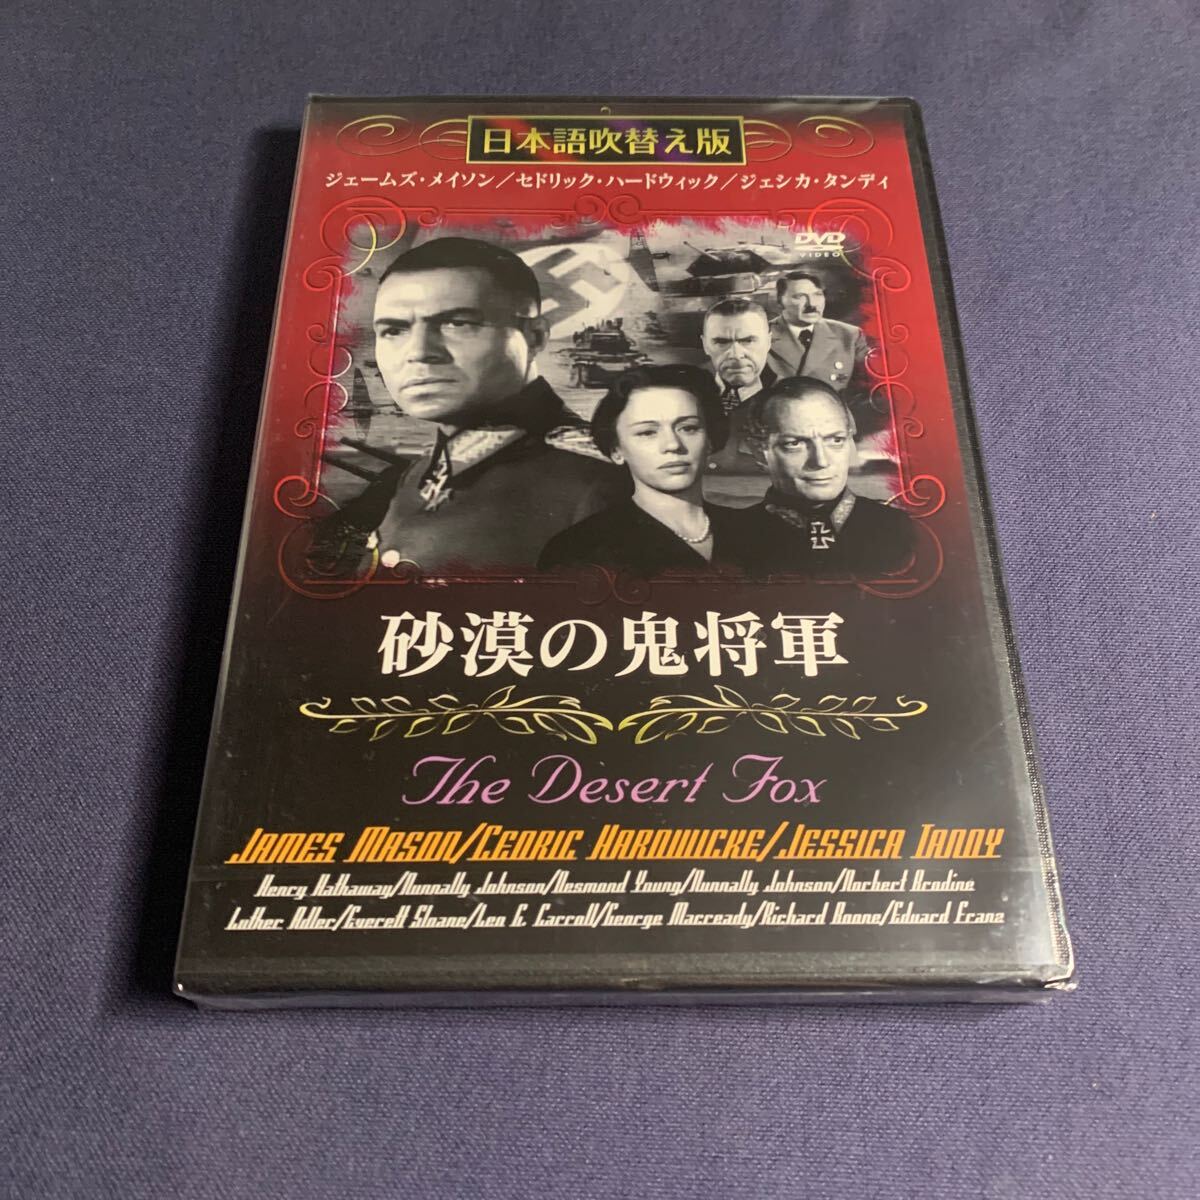 日本語吹替え版
ジェームズ・メイソン／セドリック・ハードウィック／ジェシカ・タンディ
DVD
VIDEO
砂漠の鬼将軍
The Desert Fox
JAMES MASON/CEDRIC HARDWICKE/JESSICA TANDY
Henry Hathaway/Nunnally Johnson/Desmond Young/Nunnally Johnson/Norbert Brodine
Luther Adler/Everett Sloane/Leo G. Carroll/George Macready/Richard Boone/Eduard Franz